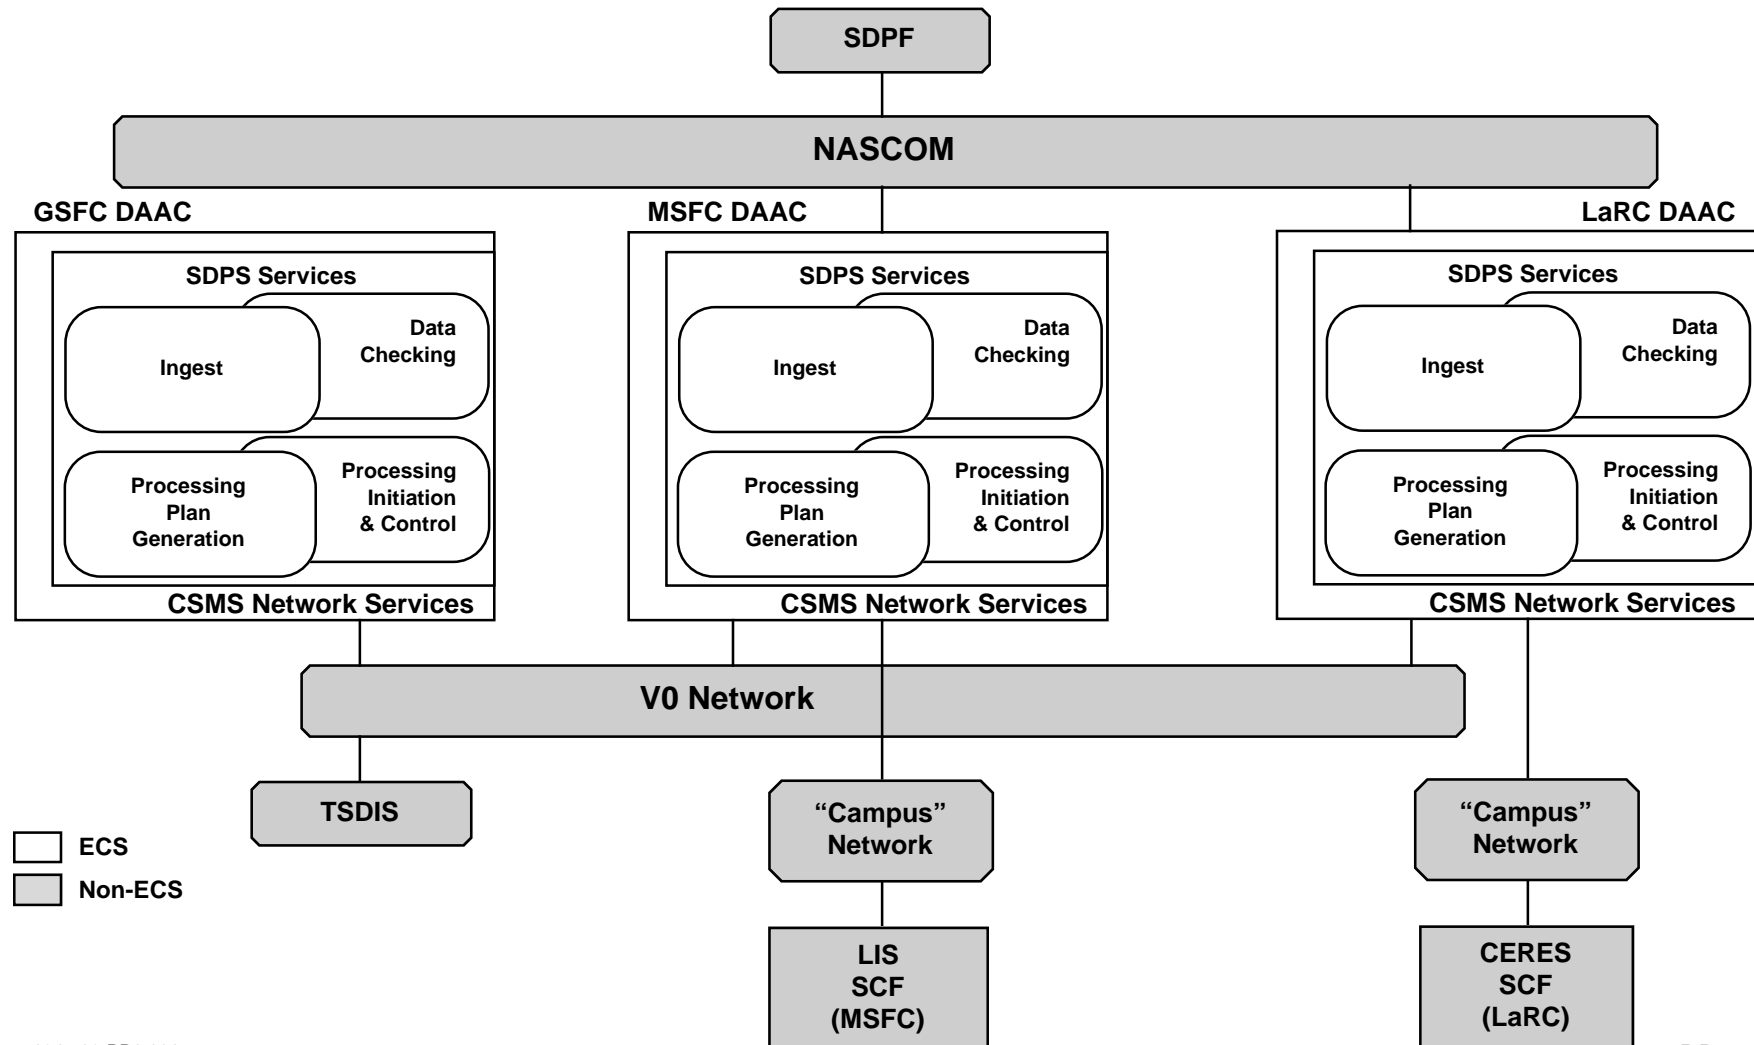 SDPF
NASCOM
GSFC DAAC
MSFC DAAC
LaRC DAAC
SDPS Services
Ingest
Data
Checking
Processing
Plan
Generation
Processing
Initiation
& Control
CSMS Network Services
SDPS Services
Ingest
Data
Checking
Processing
Plan
Generation
Processing
Initiation
& Control
CSMS Network Services
SDPS Services
Ingest
Data
Checking
Processing
Plan
Generation
Processing
Initiation
& Control
CSMS Network Services
V0 Network
TSDIS
“Campus”
Network
“Campus”
Network
ECS
Non-ECS
LIS
SCF
(MSFC)
CERES
SCF
(LaRC)